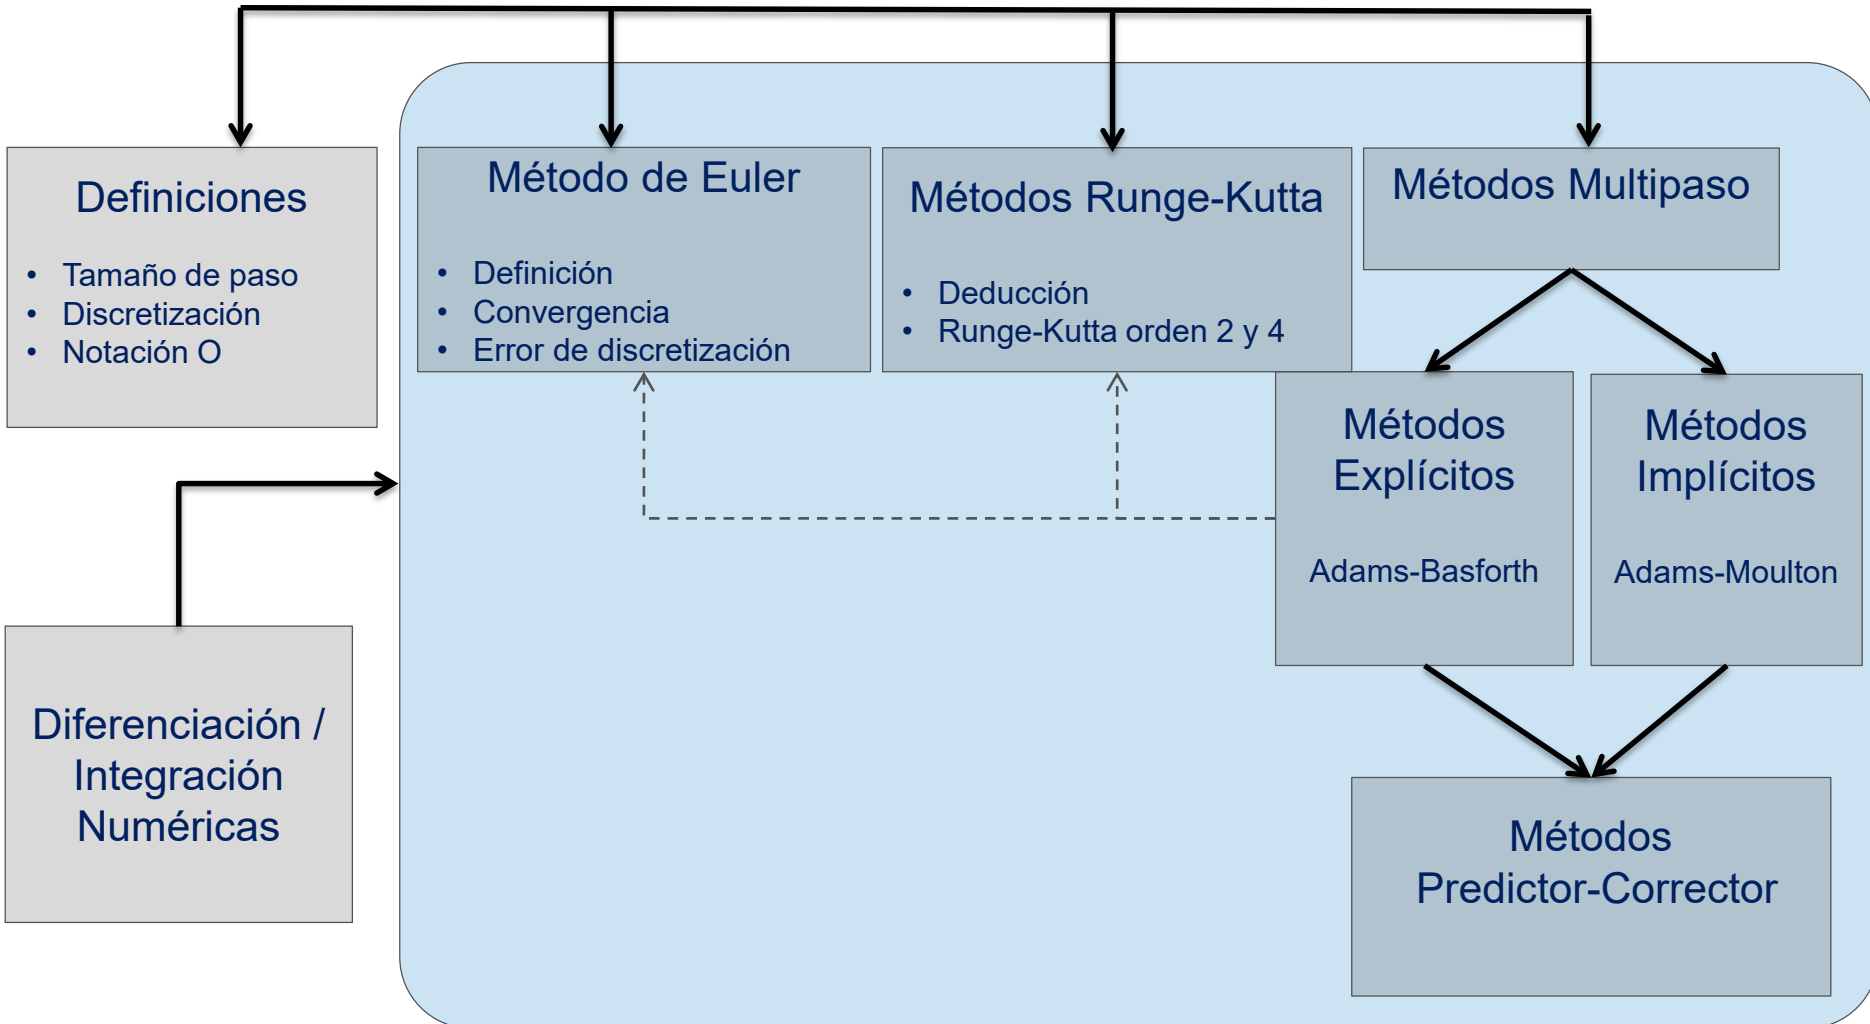 Definiciones
• Tamaño de paso
• Discretización
• Notación O
Método de Euler
• Definición
• Convergencia
• Error de discretización
Métodos Runge-Kutta
• Deducción
• Runge-Kutta orden 2 y 4
Métodos Multipaso
Métodos
Explícitos
Adams-Basforth
Métodos
Implícitos
Adams-Moulton
Diferenciación /
Integración
Numéricas
Métodos
Predictor-Corrector